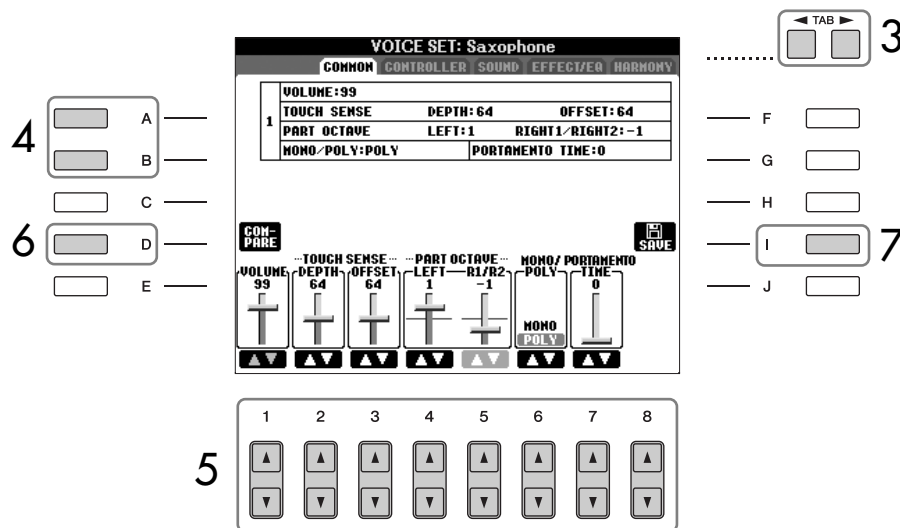 ◄ TAB ►
3
VOICE SET: Saxophone
COMMON CONTROLLER SOUND EFFECT/EQ HARMONY
1
VOLUME:99
TOUCH SENSE DEPTH:64 OFFSET:64
PART OCTAVE LEFT:1 RIGHT1/RIGHT2:-1
MONO/POLY:POLY PORTAMENTO TIME:0
4
A
B
C
6
D
E
F
G
H
I
7
J
COM-
PARE
SAVE
TOUCH SENSE PART OCTAVE MONO/ PORTAMENTO
VOLUME DEPTH OFFSET LEFT R1/R2 POLY TIME
99 64 64 1 -1 0
MONO
POLY
1 2 3 4 5 6 7 8
5